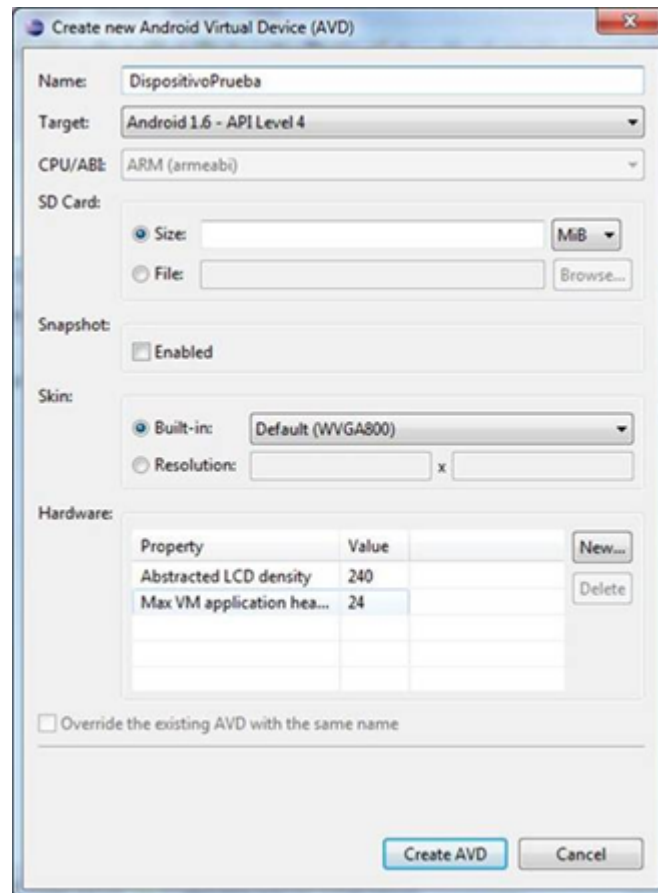 Create new Android Virtual Device (AVD)
Name: DispositivoPrueba
Target: Android 1.6 - API Level 4
CPU/ABI: ARM (armeabi)
SD Card:
Size: MiB
File: Browse...
Snapshot:
Enabled
Skin:
Built-in: Default (WVGA800)
Resolution: x
Hardware:
Property Value New...
Abstracted LCD density 240 Delete
Max VM application hea... 24
Override the existing AVD with the same name
Create AVD Cancel